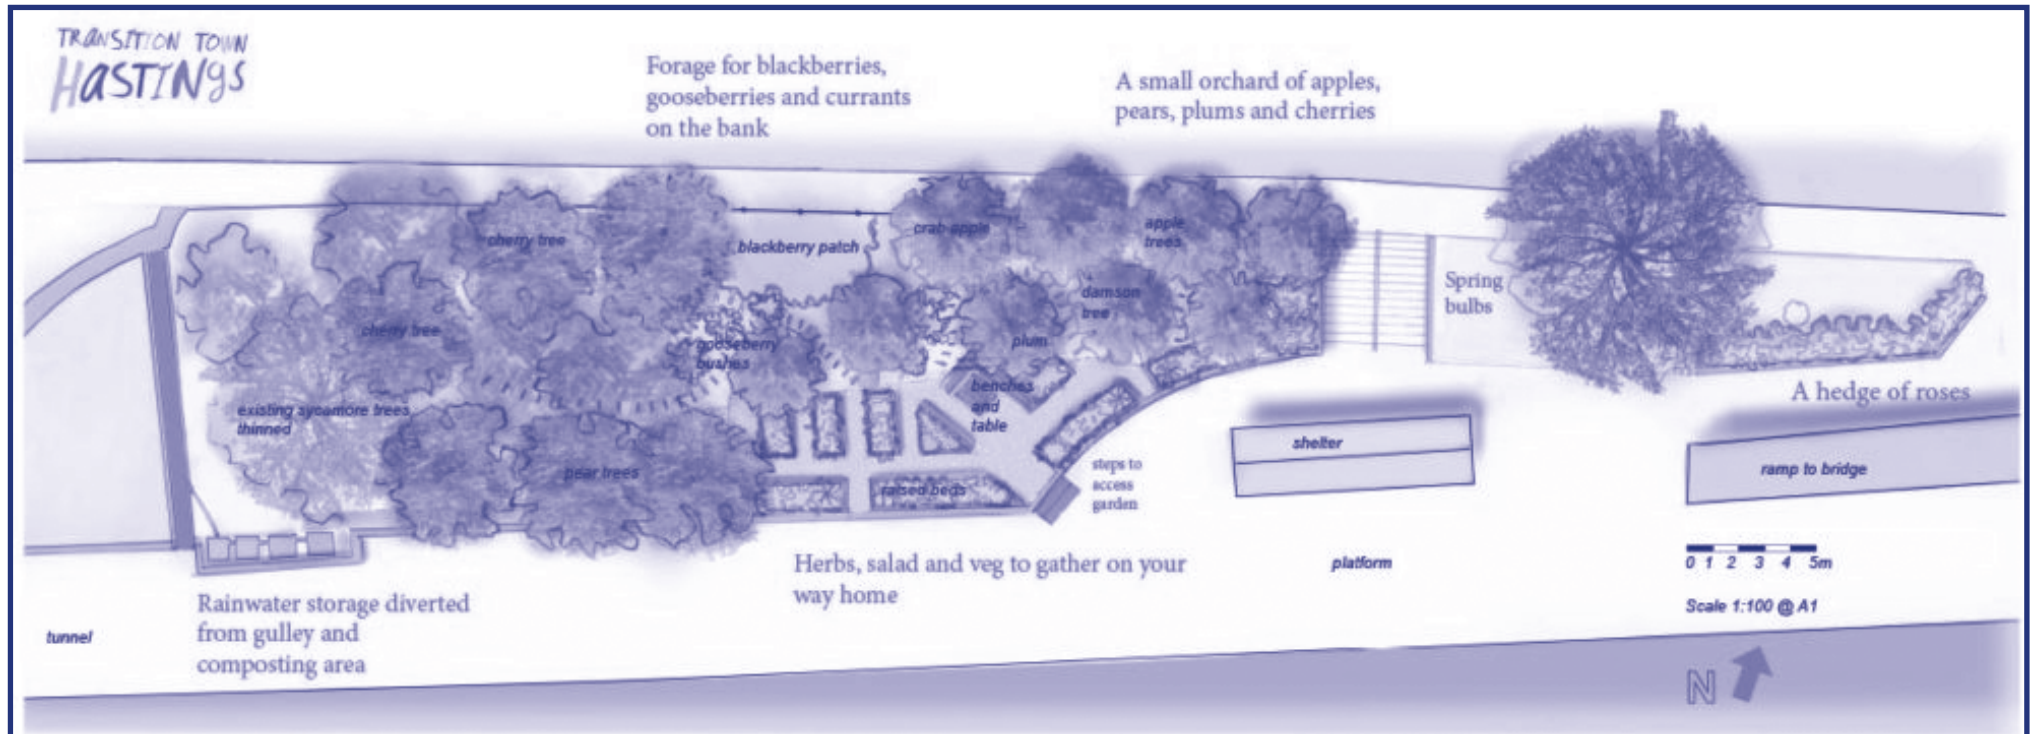 TRANSITION TOWN
HASTINGS
Forage for blackberries,
gooseberries and currants
on the bank
A small orchard of apples,
pears, plums and cherries
cherry tree
blackberry patch
crab apple
apple
trees
Spring
bulbs
cherry tree
gooseberry
bushes
damson
tree
plum
benches
and
table
existing sycamore trees
thinned
pear trees
raised beds
steps to
access
garden
shelter
A hedge of roses
ramp to bridge
Herbs, salad and veg to gather on your
way home
platform
0 1 2 3 4 5m
Scale 1:100 @ A1
Rainwater storage diverted
from gulley and
composting area
tunnel
N